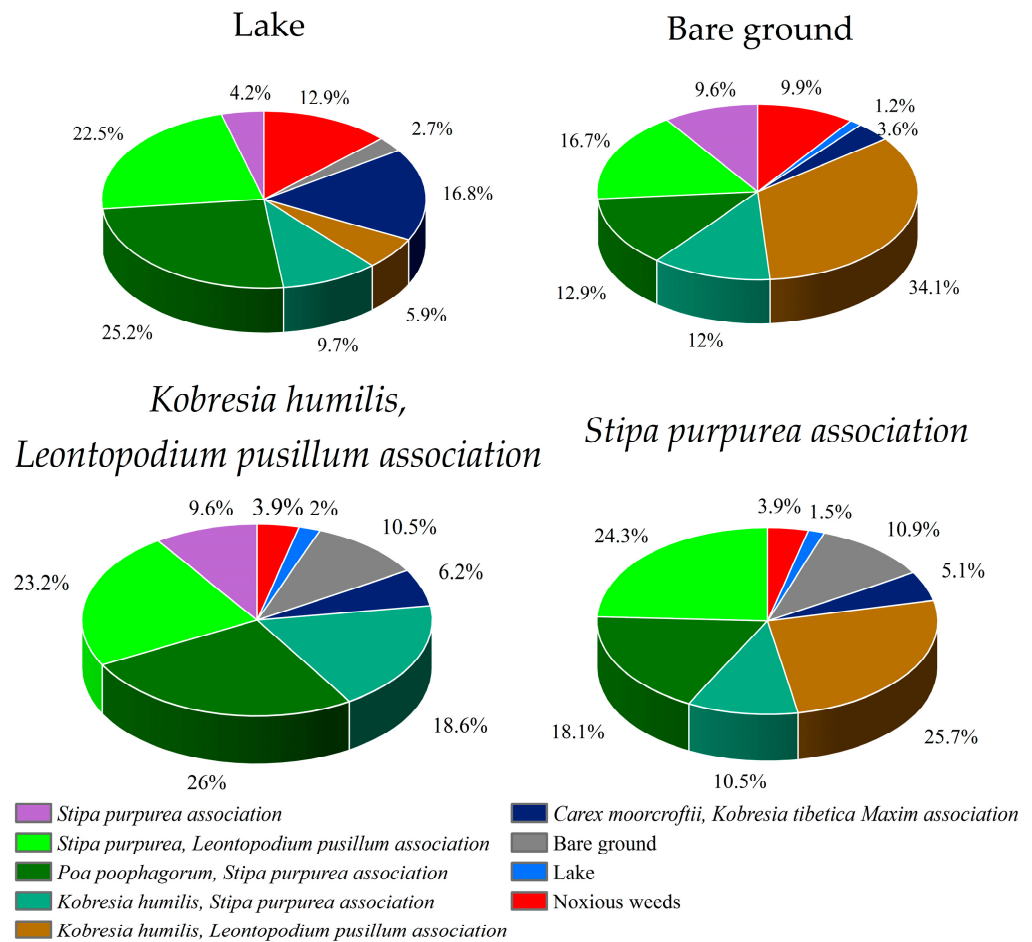 Lake
4.2%
12.9%
2.7%
22.5%
16.8%
5.9%
25.2%
9.7%
Bare ground
9.6%
9.9%
1.2%
3.6%
16.7%
34.1%
12.9%
12%
Kobresia humilis,
Leontopodium pusillum association
9.6%
3.9%
2%
10.5%
6.2%
23.2%
18.6%
26%
Stipa purpurea association
3.9%
1.5%
10.9%
24.3%
5.1%
18.1%
25.7%
10.5%
Stipa purpurea association
Stipa purpurea, Leontopodium pusillum association
Poa poophagorum, Stipa purpurea association
Kobresia humilis, Stipa purpurea association
Kobresia humilis, Leontopodium pusillum association
Carex moorcroftii, Kobresia tibetica Maxim association
Bare ground
Lake
Noxious weeds